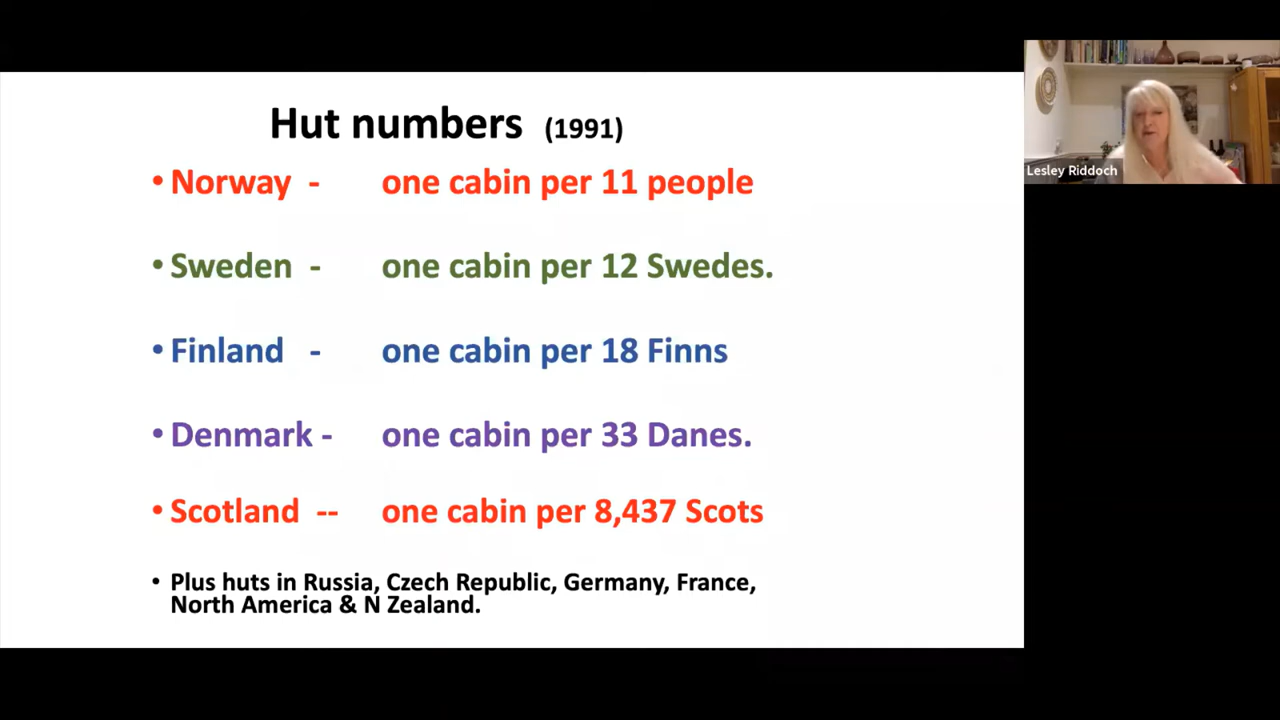 Hut numbers (1991)
• Norway - one cabin per 11 people
• Sweden - one cabin per 12 Swedes.
• Finland - one cabin per 18 Finns
• Denmark - one cabin per 33 Danes.
• Scotland -- one cabin per 8,437 Scots
• Plus huts in Russia, Czech Republic, Germany, France,
North America & N Zealand.
Lesley Riddoch